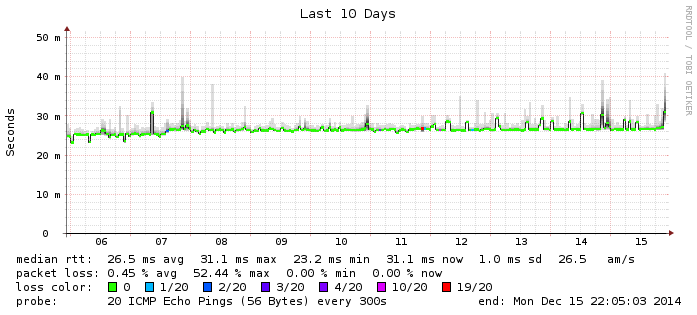 Last 10 Days
RRDTOOL / TOBI OETIKER
Seconds
50 m
40 m
30 m
20 m
10 m
0
06 07 08 09 10 11 12 13 14 15
median rtt: 26.5 ms avg 31.1 ms max 23.2 ms min 31.1 ms now 1.0 ms sd 26.5 am/s
packet loss: 0.45 % avg 52.44 % max 0.00 % min 0.00 % now
loss color: 0 1/20 2/20 3/20 4/20 10/20 19/20
probe: 20 ICMP Echo Pings (56 Bytes) every 300s end: Mon Dec 15 22:05:03 2014